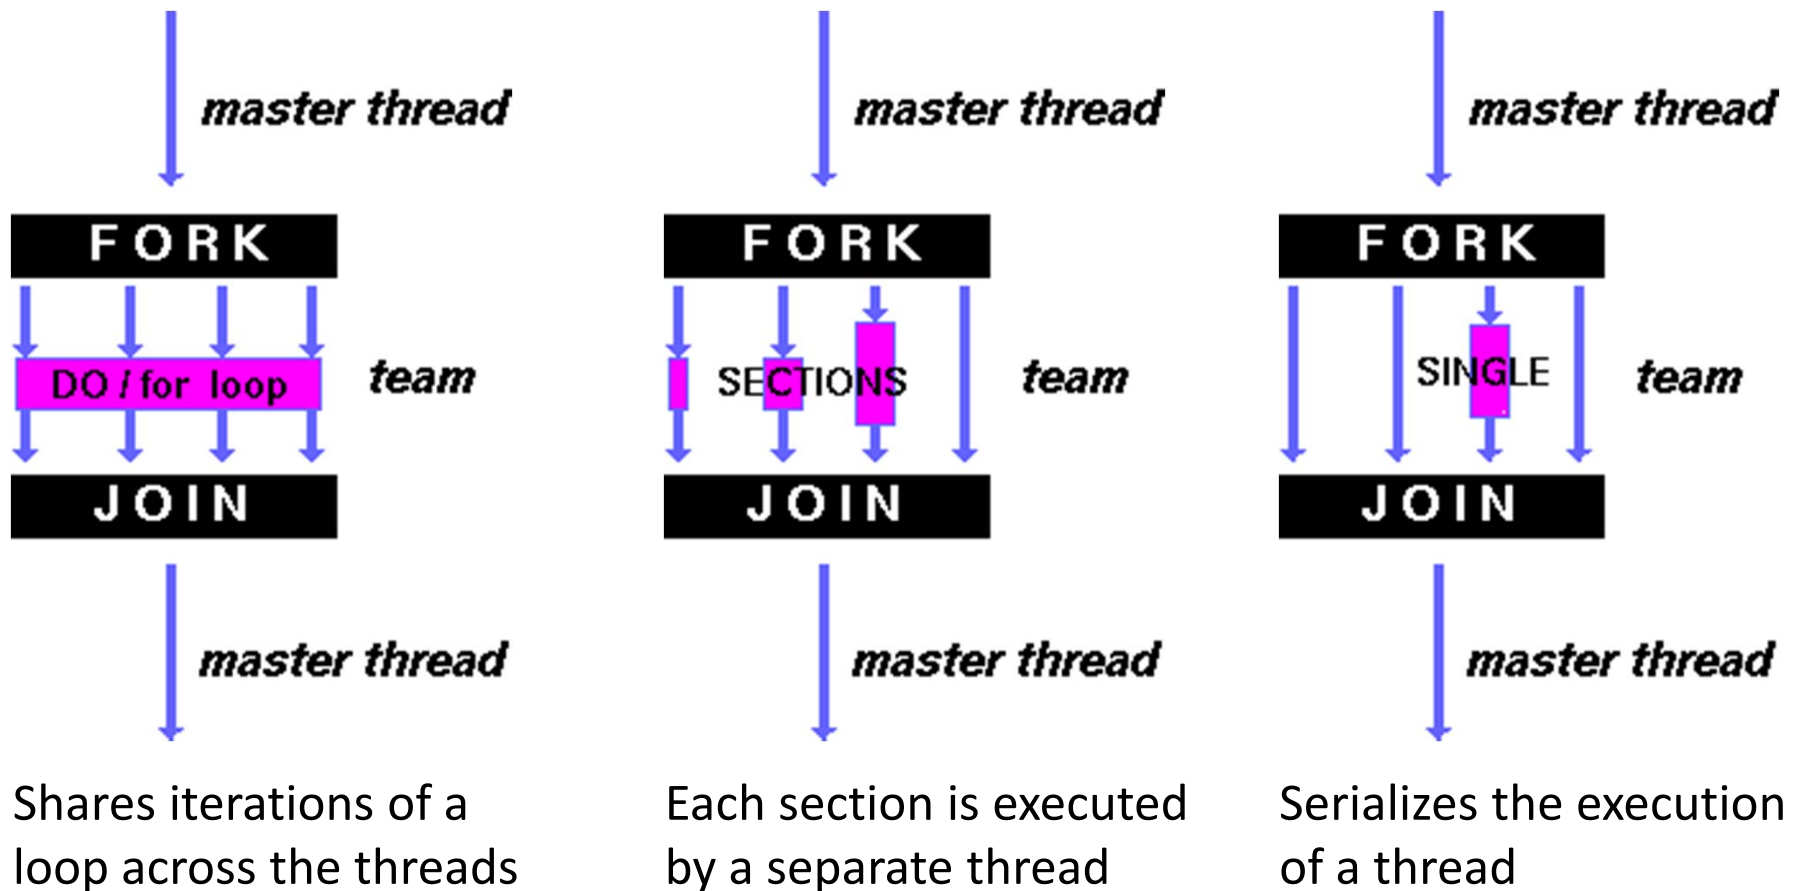 master thread
FORK
DO / for loop
team
JOIN
master thread
Shares iterations of a
loop across the threads
master thread
FORK
SECTIONS
team
JOIN
master thread
Each section is executed
by a separate thread
master thread
FORK
SINGLE
team
JOIN
master thread
Serializes the execution
of a thread